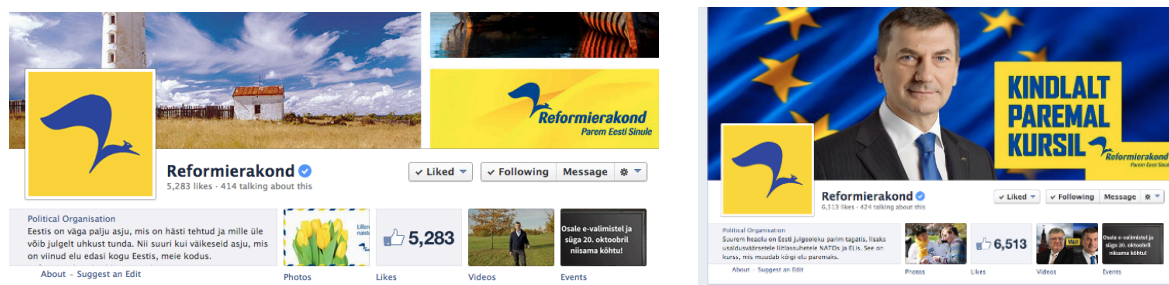 Reformierakond
Parem Eesti Sinule
Reformierakond
5,283 likes · 414 talking about this
Liked
Following
Message
Political Organisation
Eestis on väga palju asju, mis on hästi tehtud ja mille üle
võib julgelt uhkust tunda. Nii suuri kui väikeseid asju, mis
on viinud elu edasi kogu Eestis, meie kodus.
About - Suggest an Edit
5,283
Osale e-valimistel ja
süga 20. oktoobril
niisama kõhtu!
Photos
Likes
Videos
Events
KINDLALT
PAREMAL
KURSIL
Reformierakond
Parem Eesti Sinule
Reformierakond
6,513 likes · 424 talking about this
Liked
Following
Message
Political Organisation
Suurem heaolu on Eesti julgeoleku parim tagatis, lisaks
usaldusväärsetele liitlassuhetele NATOs ja ELis. See on
kurss, mis muudab kõigi elu paremaks.
About - Suggest an Edit
6,513
Osale e-valimistel ja
süga 20. oktoobril
niisama kõhtu!
Photos
Likes
Videos
Events